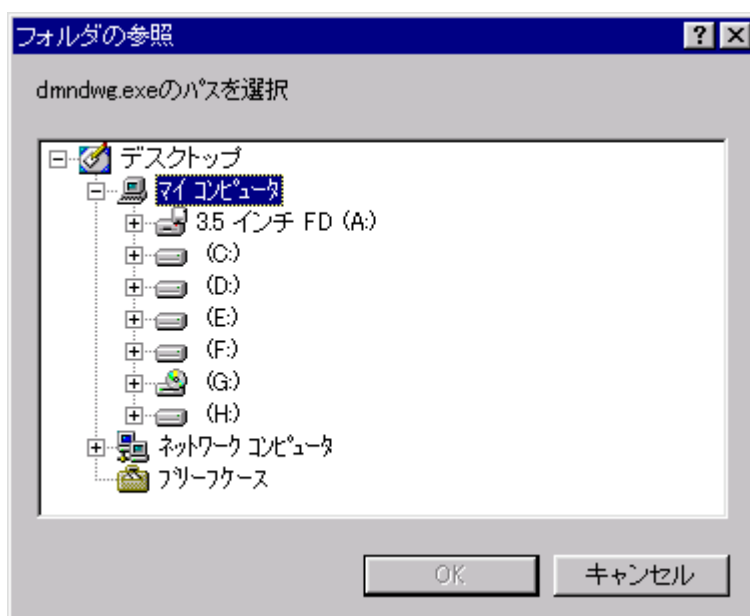 フォルダの参照
dmndwg.exeのﾊﾟｽを選択
デスクトップ
ﾏｲ ｺﾝﾋﾟｭｰﾀ
3.5 インチ FD (A:)
(C:)
(D:)
(E:)
(F:)
(G:)
(H:)
ﾈｯﾄﾜｰｸ ｺﾝﾋﾟｭｰﾀ
ﾌﾞﾘｰﾌｹｰｽ
OK
キャンセル